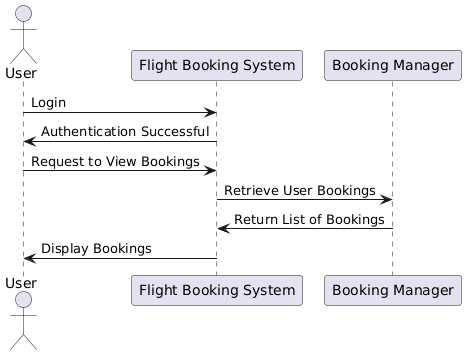 User
Flight Booking System
Booking Manager
Login
Authentication Successful
Request to View Bookings
Retrieve User Bookings
Return List of Bookings
Display Bookings
User
Flight Booking System
Booking Manager